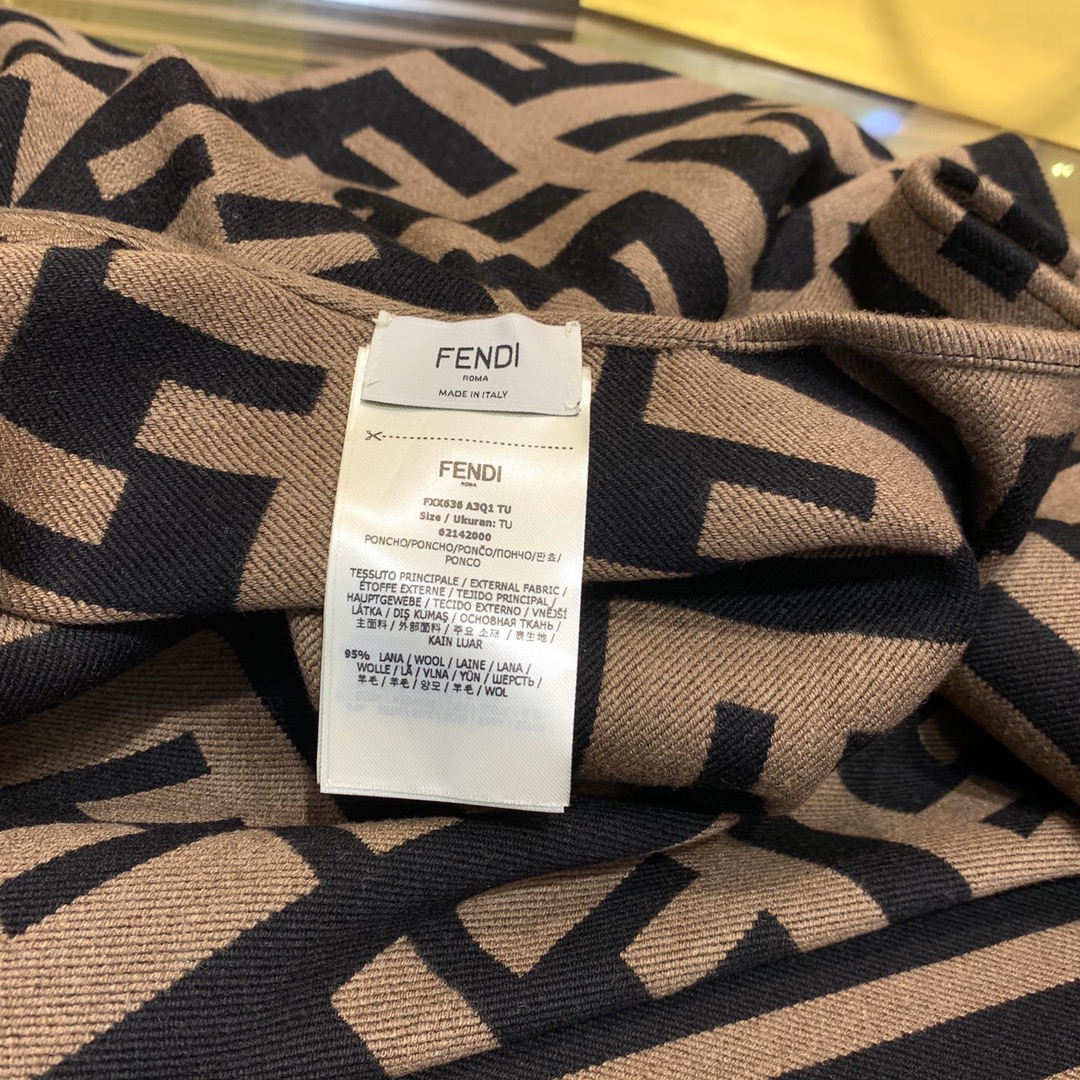 FENDI
ROMA
MADE IN ITALY
FENDI
ROMA
FXX636 A3Q1 TU
Size / Ukuran: TU
62142000
PONCHO/PONCHO/PONČO/ПОНЧО/판쵸/
PONCO
TESSUTO PRINCIPALE / EXTERNAL FABRIC /
ÉTOFFE EXTERNE / TEJIDO PRINCIPAL /
HAUPTGEWEBE / TECIDO EXTERNO / VNĚJŠÍ
LÁTKA / DIŞ KUMAŞ / ОСНОВНАЯ ТКАНЬ /
主面料 / 外部面料 / 주요 소재 / 表生地 /
KAIN LUAR
95% LANA / WOOL / LAINE / LANA /
WOLLE / LÃ / VLNA / YÜN / ШЕРСТЬ /
羊毛 / 羊毛 / 양모 / 羊毛 / WOL